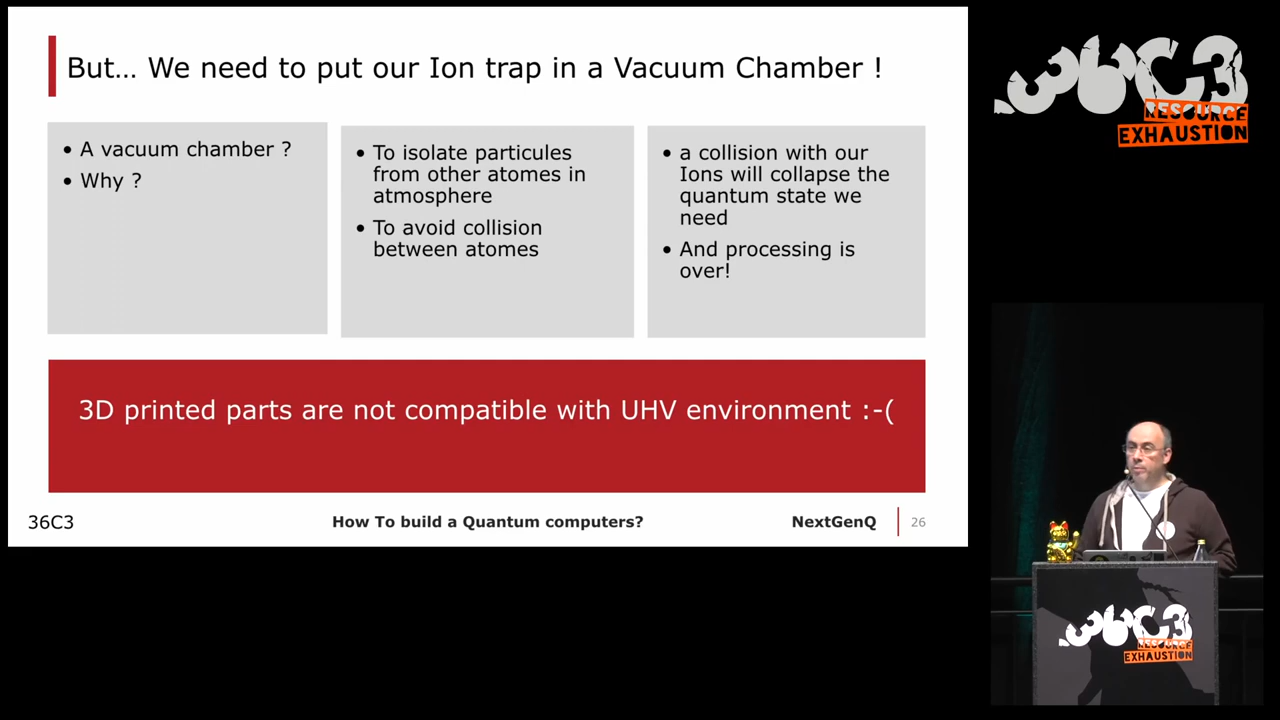 But... We need to put our Ion trap in a Vacuum Chamber !
• A vacuum chamber ?
• Why ?
• To isolate particules
from other atomes in
atmosphere
• To avoid collision
between atomes
• a collision with our
Ions will collapse the
quantum state we
need
• And processing is
over!
3D printed parts are not compatible with UHV environment :-(
36C3
How To build a Quantum computers?
NextGenQ
26
36C3
RESOURCE
EXHAUSTION
36C3
RESOURCE
EXHAUSTION